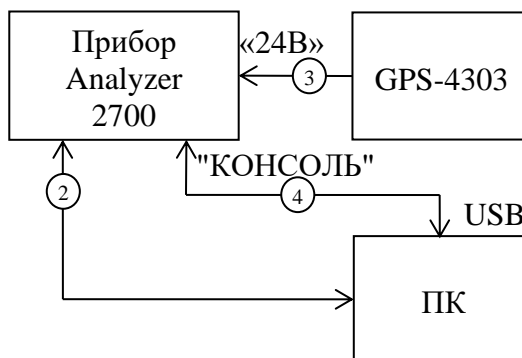 Прибор
Analyzer
2700
«24В»
3
GPS-4303
"КОНСОЛЬ"
2
4
USB
ПК